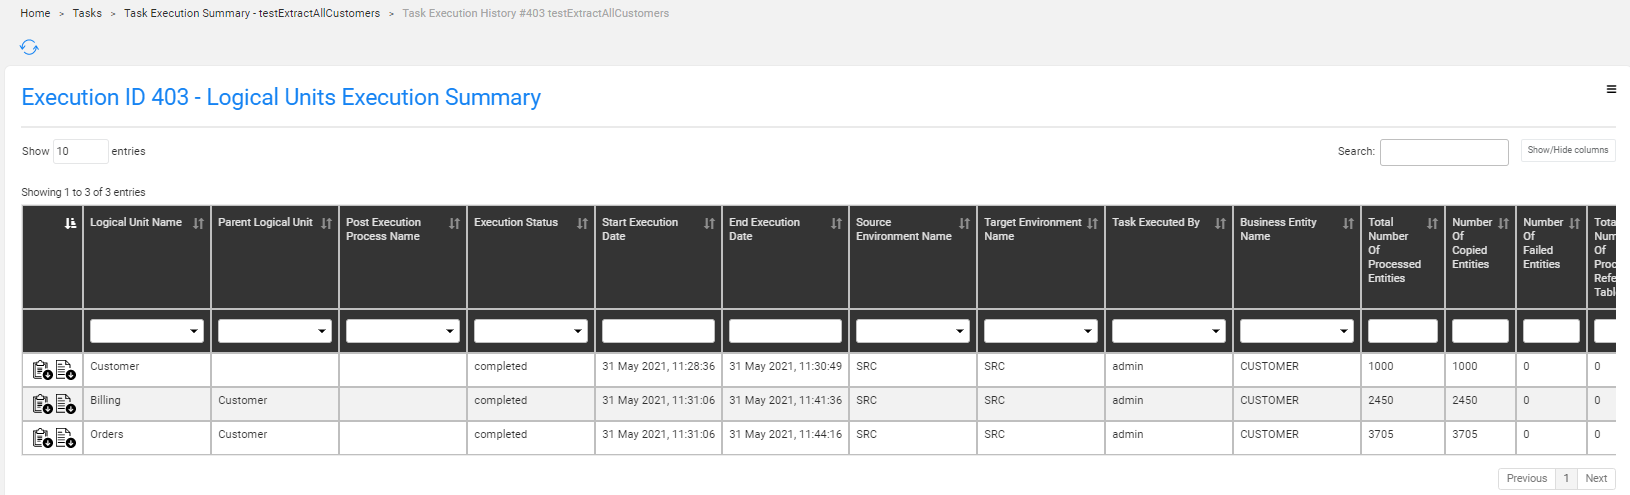 Home > Tasks > Task Execution Summary - testExtractAllCustomers > Task Execution History #403 testExtractAllCustomers
Execution ID 403 - Logical Units Execution Summary
Show 10 entries
Search:
Show/Hide columns
Showing 1 to 3 of 3 entries
Logical Unit Name
Parent Logical Unit
Post Execution
Process Name
Execution Status
Start Execution
Date
End Execution
Date
Source
Environment Name
Target Environment
Name
Task Executed By
Business Entity
Name
Total
Number
Of
Processed
Entities
Number
Of
Copied
Entities
Number
Of
Failed
Entities
Tota
Num
Of
Proc
Refe
Tabl
Customer completed 31 May 2021, 11:28:36 31 May 2021, 11:30:49 SRC SRC admin CUSTOMER 1000 1000 0 0
Billing Customer completed 31 May 2021, 11:31:06 31 May 2021, 11:41:36 SRC SRC admin CUSTOMER 2450 2450 0 0
Orders Customer completed 31 May 2021, 11:31:06 31 May 2021, 11:44:16 SRC SRC admin CUSTOMER 3705 3705 0 0
Previous 1 Next